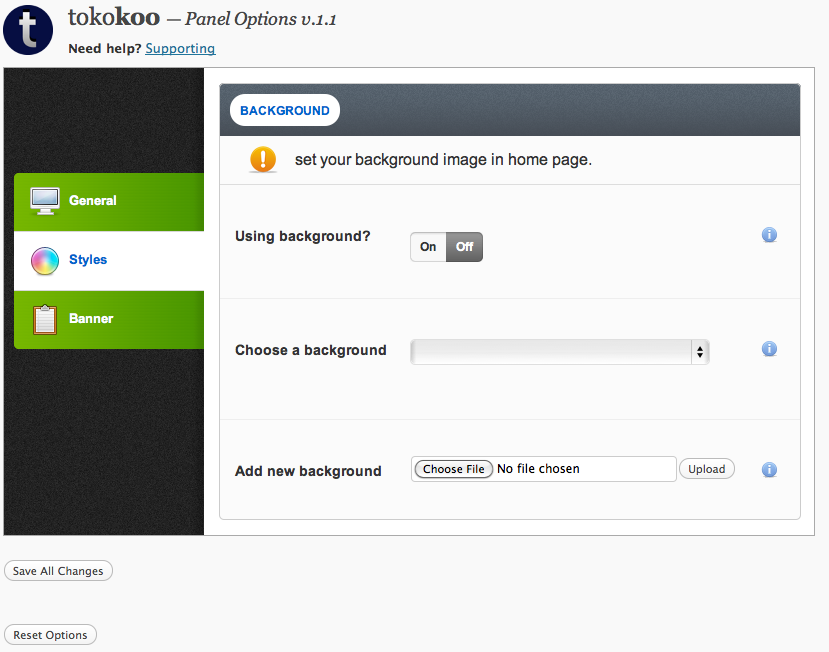 t
tokokoo — Panel Options v.1.1
Need help? Supporting
General
Styles
Banner
BACKGROUND
! set your background image in home page.
Using background? On Off i
Choose a background i
Add new background Choose File No file chosen Upload i
Save All Changes
Reset Options